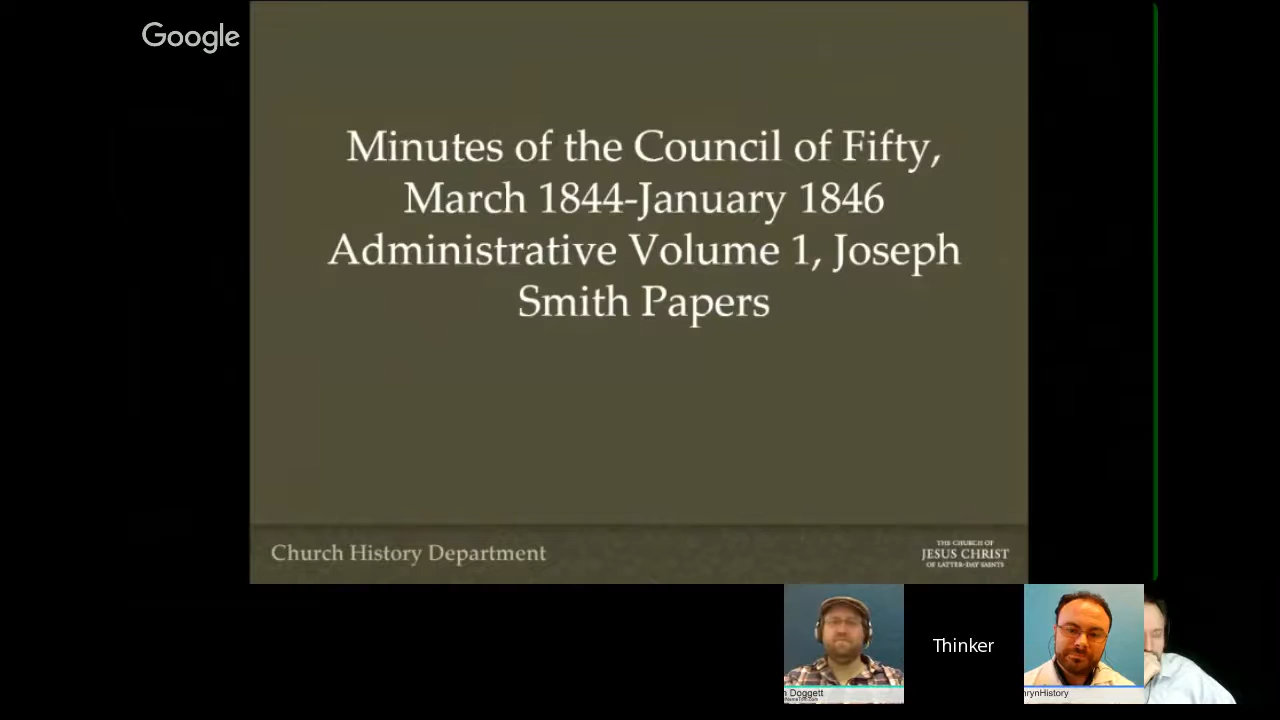 Google
Minutes of the Council of Fifty,
March 1844-January 1846
Administrative Volume 1, Joseph
Smith Papers
Church History Department
THE CHURCH OF
JESUS CHRIST
OF LATTER-DAY SAINTS
Thinker
Doggett